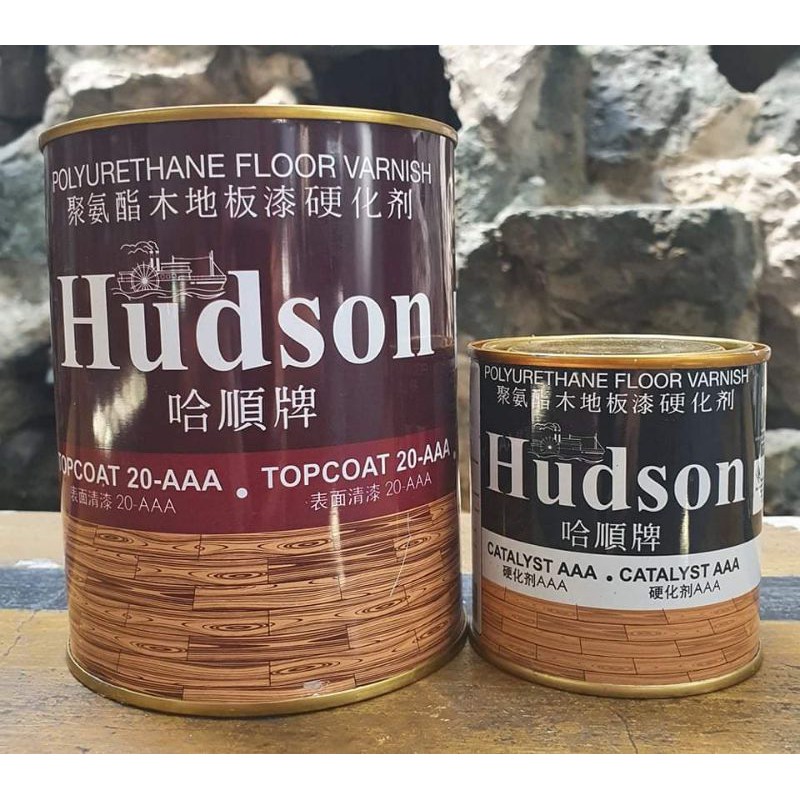 POLYURETHANE FLOOR VARNISH
聚氨酯木地板漆硬化剂
Hudson
哈順牌
TOPCOAT 20-AAA • TOPCOAT 20-AAA
表面清漆 20-AAA 表面清漆 20-AAA
POLYURETHANE FLOOR VARNISH
聚氨酯木地板漆硬化剂
Hudson
哈順牌
CATALYST AAA • CATALYST AAA
硬化剂AAA 硬化剂AAA